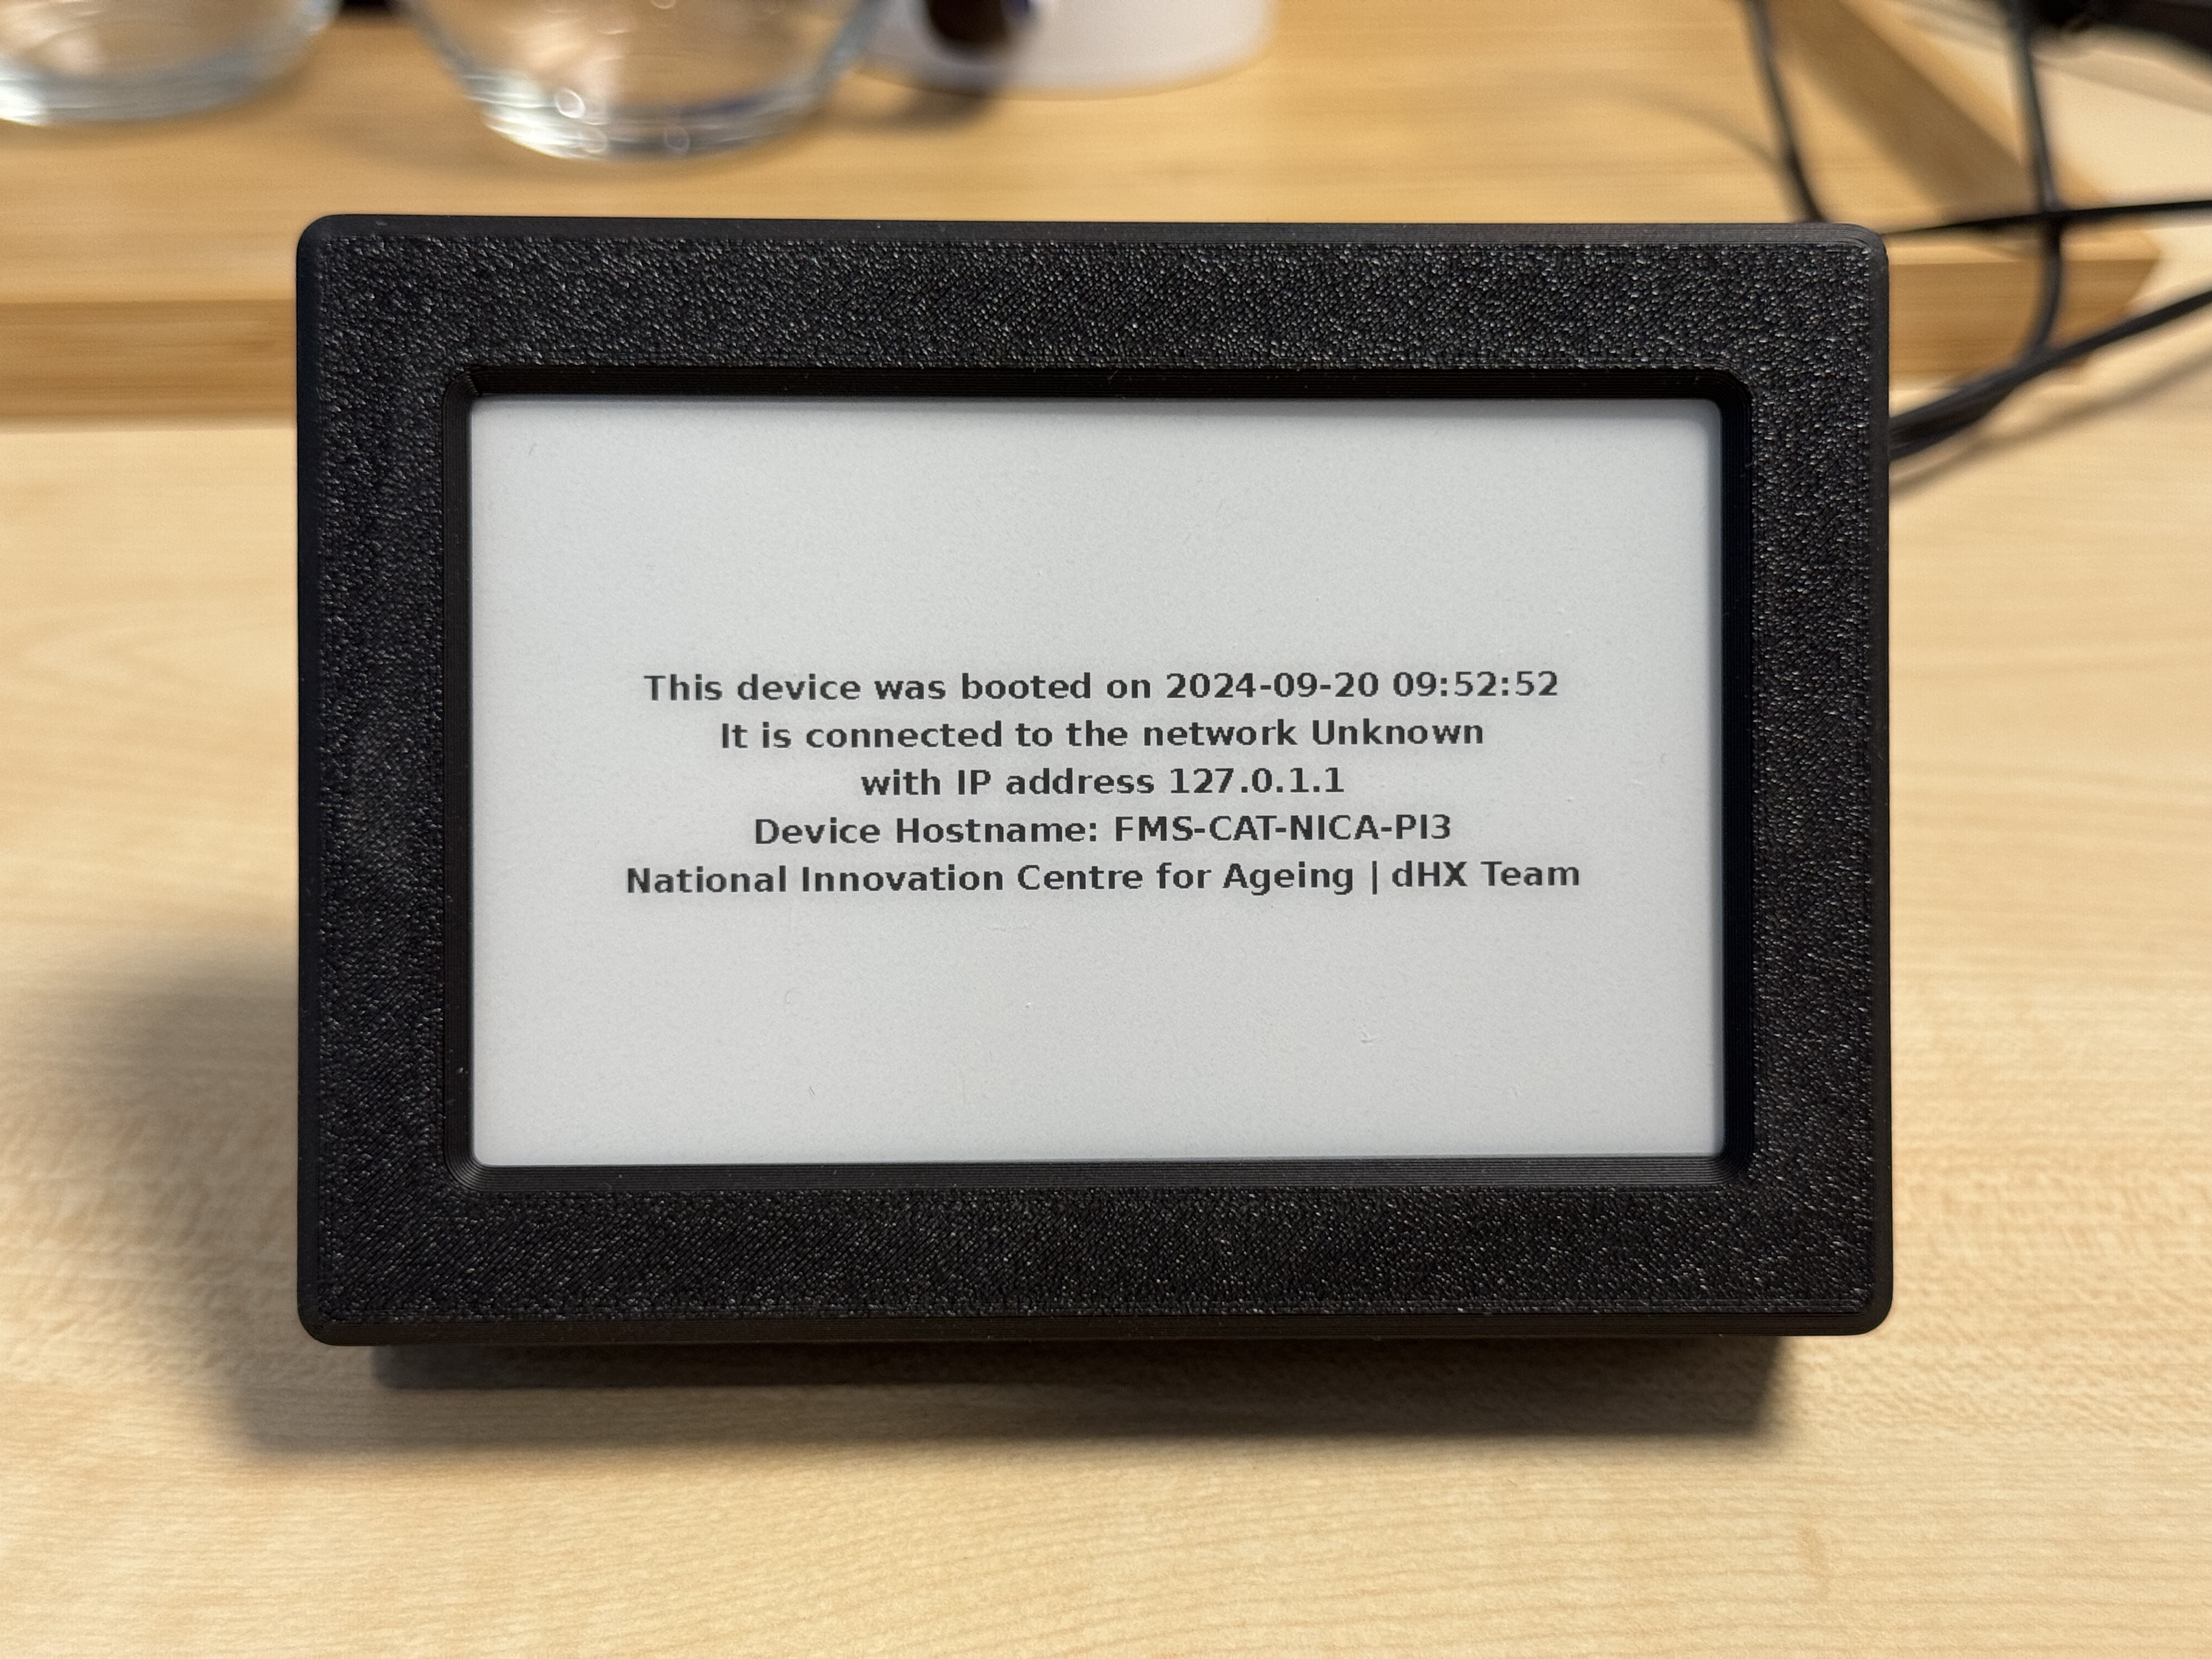 This device was booted on 2024-09-20 09:52:52
It is connected to the network Unknown
with IP address 127.0.1.1
Device Hostname: FMS-CAT-NICA-PI3
National Innovation Centre for Ageing | dHX Team